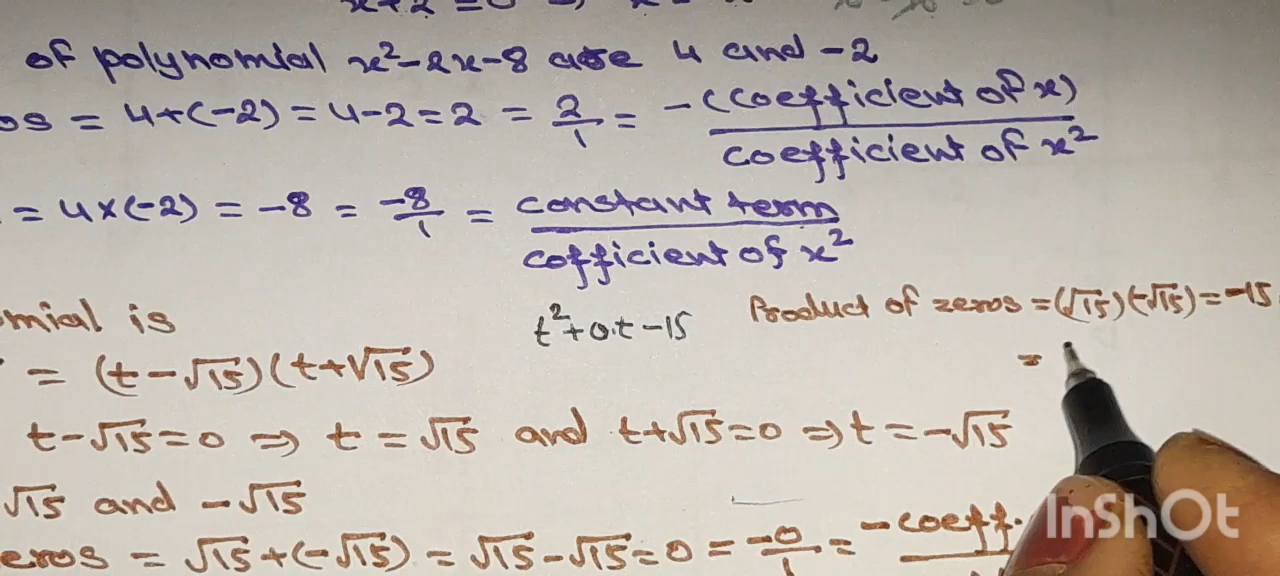 x+2=0 ⇒ x
of polynomial x²-2x-8 are 4 and -2
os = 4+(-2) = 4-2=2 = 2/1 = -(coefficient of x)/coefficient of x²
= 4×(-2) = -8 = -8/1 = constant term/cofficient of x²
mial is
t²+0.t-15
Product of zeros = (√15)(-√15) = -15
=
= (t-√15)(t+√15)
t-√15=0 ⇒ t = √15 and t+√15=0 ⇒ t = -√15
√15 and -√15
eros = √15+(-√15) = √15-√15=0 = -0/1 = -coeff.
InShOt